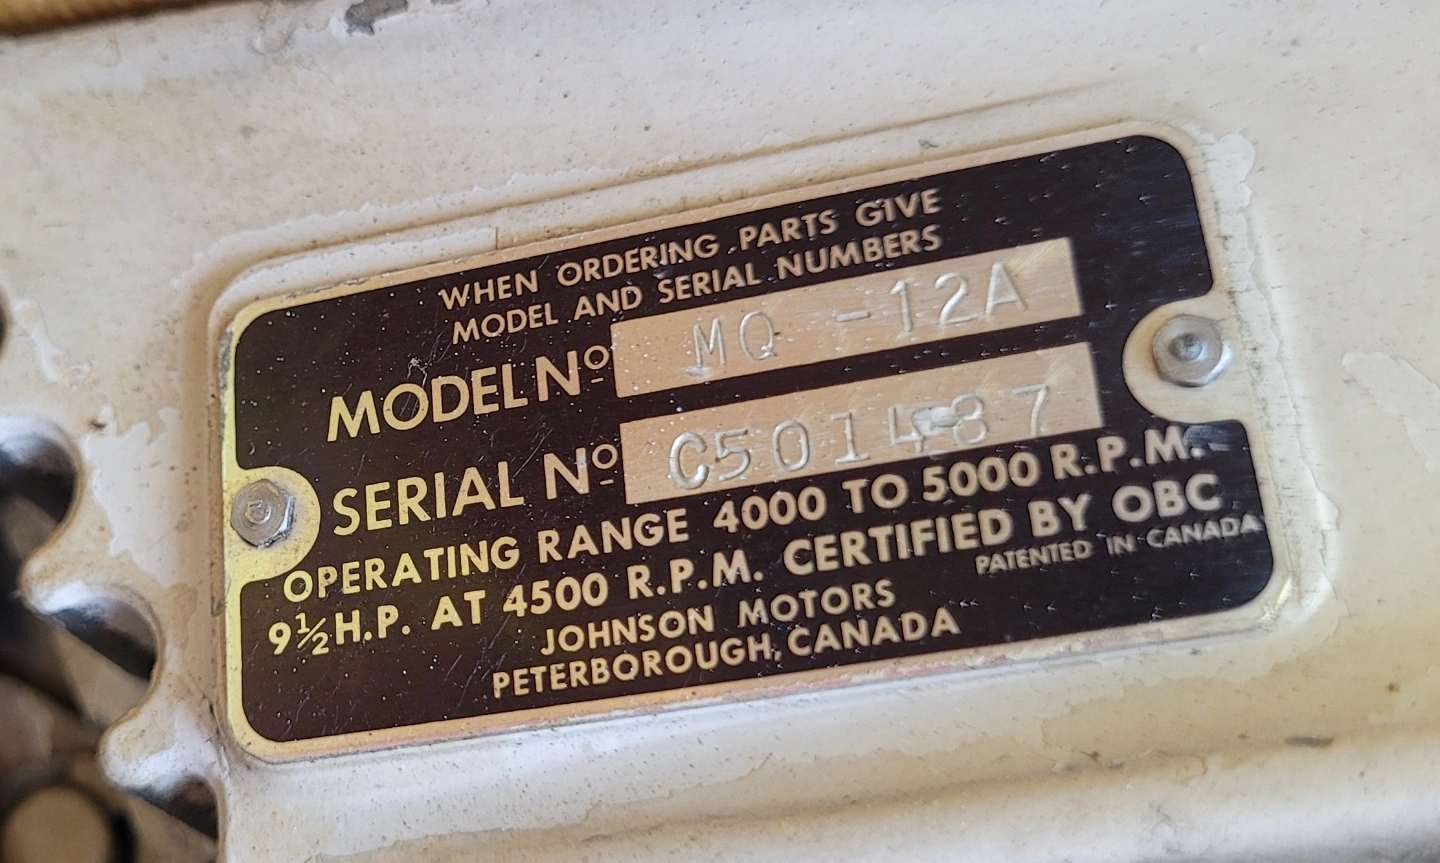 WHEN ORDERING PARTS GIVE
MODEL AND SERIAL NUMBERS
MODEL Nº MQ -12A
SERIAL Nº C501487
OPERATING RANGE 4000 TO 5000 R.P.M.
9½ H.P. AT 4500 R.P.M. CERTIFIED BY OBC
PATENTED IN CANADA
JOHNSON MOTORS
PETERBOROUGH, CANADA